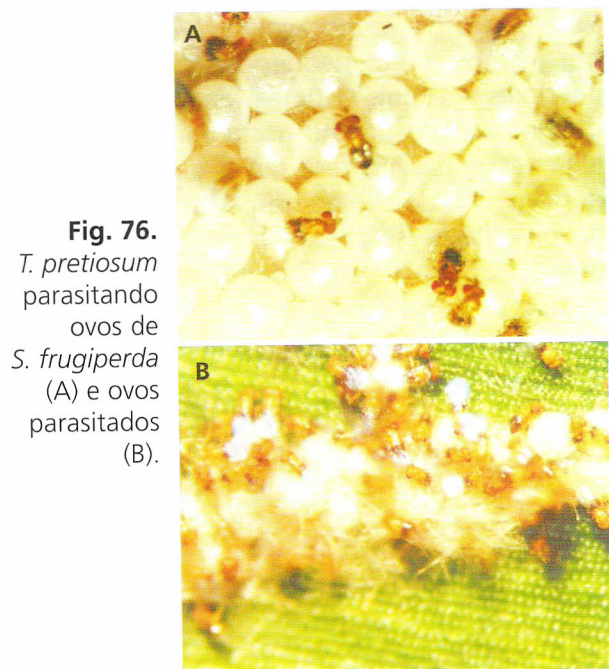 Fig. 76.
T. pretiosum
parasitando
ovos de
S. frugiperda
(A) e ovos
parasitados
(B).
A
B